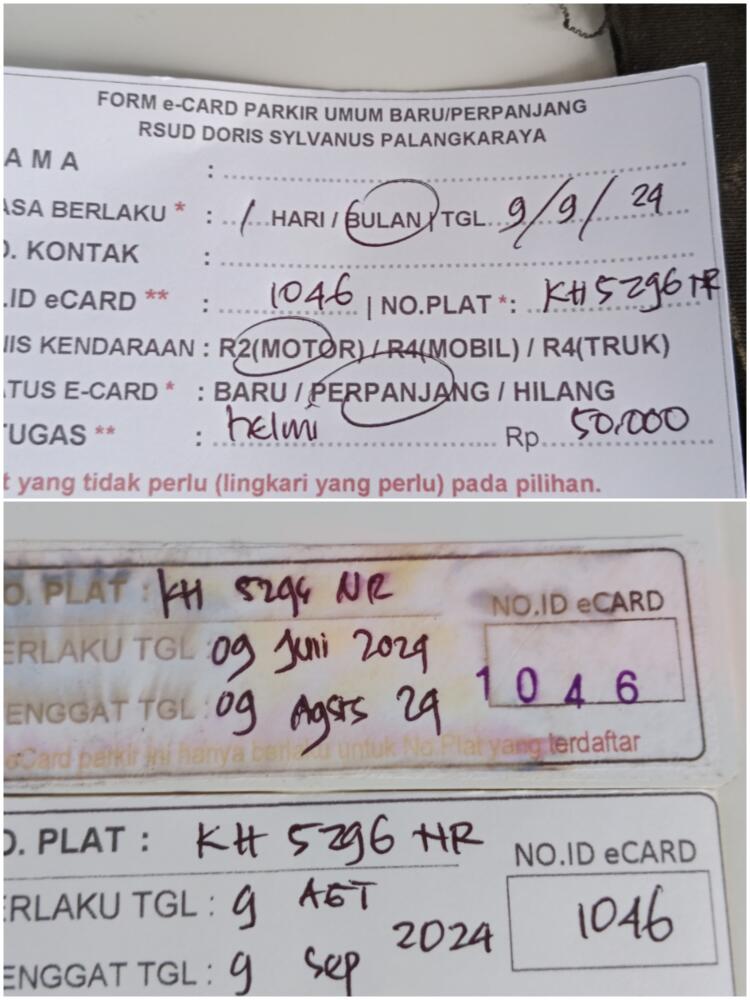 FORM e-CARD PARKIR UMUM BARU/PERPANJANG
RSUD DORIS SYLVANUS PALANGKARAYA
AMA :
ASA BERLAKU * : 1 HARI / BULAN / TGL 9/9/24
O. KONTAK :
.ID eCARD ** : 1046 | NO.PLAT *: KH 5296 HR
NIS KENDARAAN : R2(MOTOR) / R4(MOBIL) / R4(TRUK)
TUS E-CARD * : BARU / PERPANJANG / HILANG
TUGAS ** : helmi Rp 50.000
t yang tidak perlu (lingkari yang perlu) pada pilihan.
O. PLAT : KH 5296 NR
NO.ID eCARD
ERLAKU TGL : 09 Juni 2024
1046
ENGGAT TGL : 09 Agsts 24
eCard parkir ini hanya berlaku untuk No.Plat yang terdaftar
O. PLAT : KH 5296 HR
NO.ID eCARD
ERLAKU TGL : 9 AGT
1046
2024
ENGGAT TGL : 9 Sep